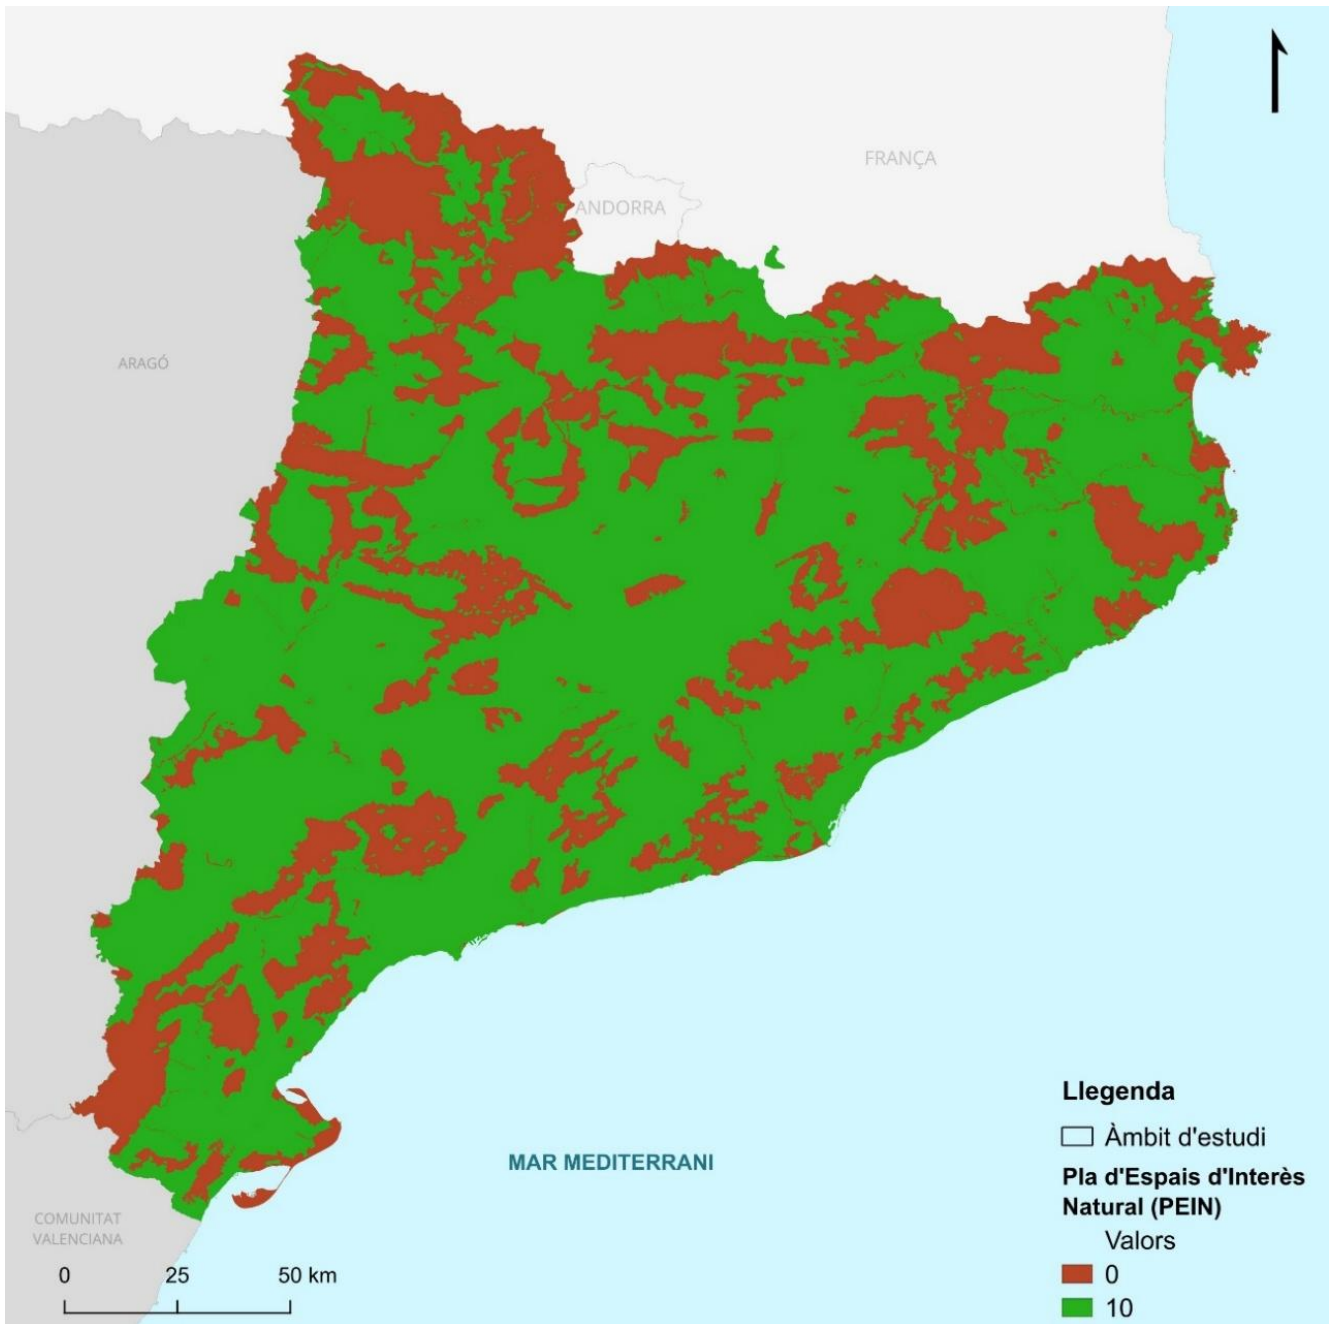 FRANÇA
ANDORRA
ARAGÓ
MAR MEDITERRANI
COMUNITAT
VALENCIANA
0 25 50 km
Llegenda
Àmbit d'estudi
Pla d'Espais d'Interès
Natural (PEIN)
Valors
0
10